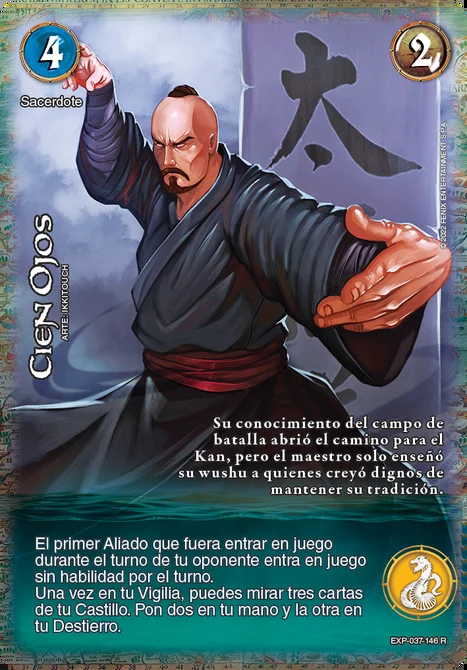 4
2
Sacerdote
太
© 2022 FENIX ENTERTAINMENT S.PA
Cien Ojos
ARTE: IKKITOUCH
Su conocimiento del campo de
batalla abrió el camino para el
Kan, pero el maestro solo enseñó
su wushu a quienes creyó dignos de
mantener su tradición.
El primer Aliado que fuera entrar en juego
durante el turno de tu oponente entra en juego
sin habilidad por el turno.
Una vez en tu Vigilia, puedes mirar tres cartas
de tu Castillo. Pon dos en tu mano y la otra en
tu Destierro.
EXP-037-146 R